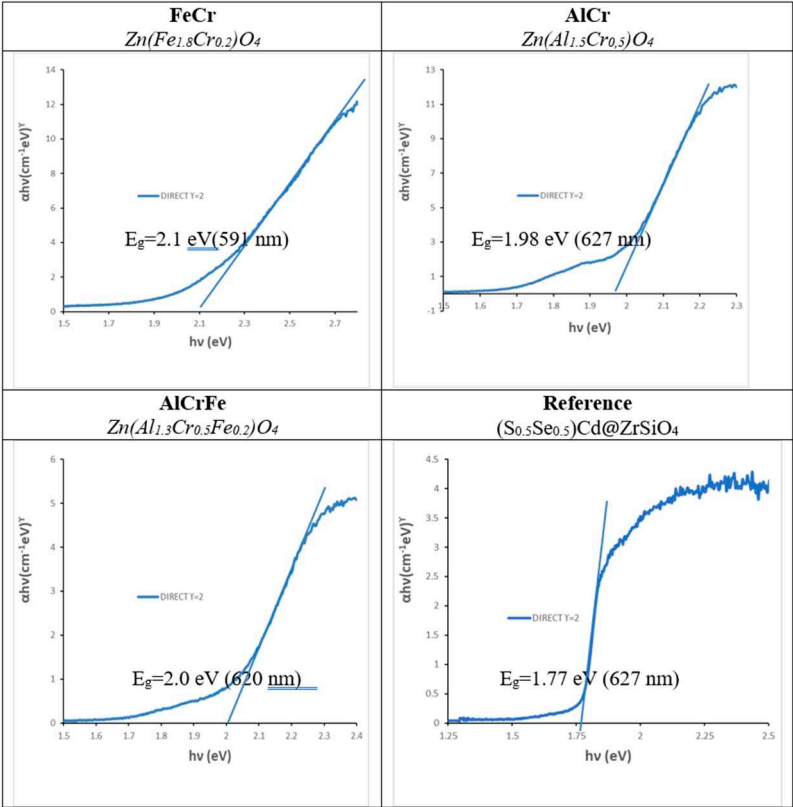 FeCr
Zn(Fe1.8Cr0.2)O4
AlCr
Zn(Al1.5Cr0,5)O4
14
12
10
8
6
4
2
0
αhν(cm-1eV)Υ
DIRECT Υ=2
Eg=2.1 eV(591 nm)
1.5 1.7 1.9 2.1 2.3 2.5 2.7
hν (eV)
13
11
9
7
5
3
1
-1
αhν(cm-1eV)Υ
DIRECT Υ=2
Eg=1.98 eV (627 nm)
1.5 1.6 1.7 1.8 1.9 2 2.1 2.2 2.3
hν (eV)
AlCrFe
Zn(Al1.3Cr0.5Fe0.2)O4
Reference
(S0.5Se0.5)Cd@ZrSiO4
6
5
4
3
2
1
0
αhν(cm-1eV)Υ
DIRECT Υ=2
Eg=2.0 eV (620 nm)
1.5 1.6 1.7 1.8 1.9 2 2.1 2.2 2.3 2.4
hν (eV)
4.5
4
3.5
3
2.5
2
1.5
1
0.5
0
αhν(cm-1eV)Υ
DIRECT Υ=2
Eg=1.77 eV (627 nm)
1.25 1.5 1.75 2 2.25 2.5
hν (eV)